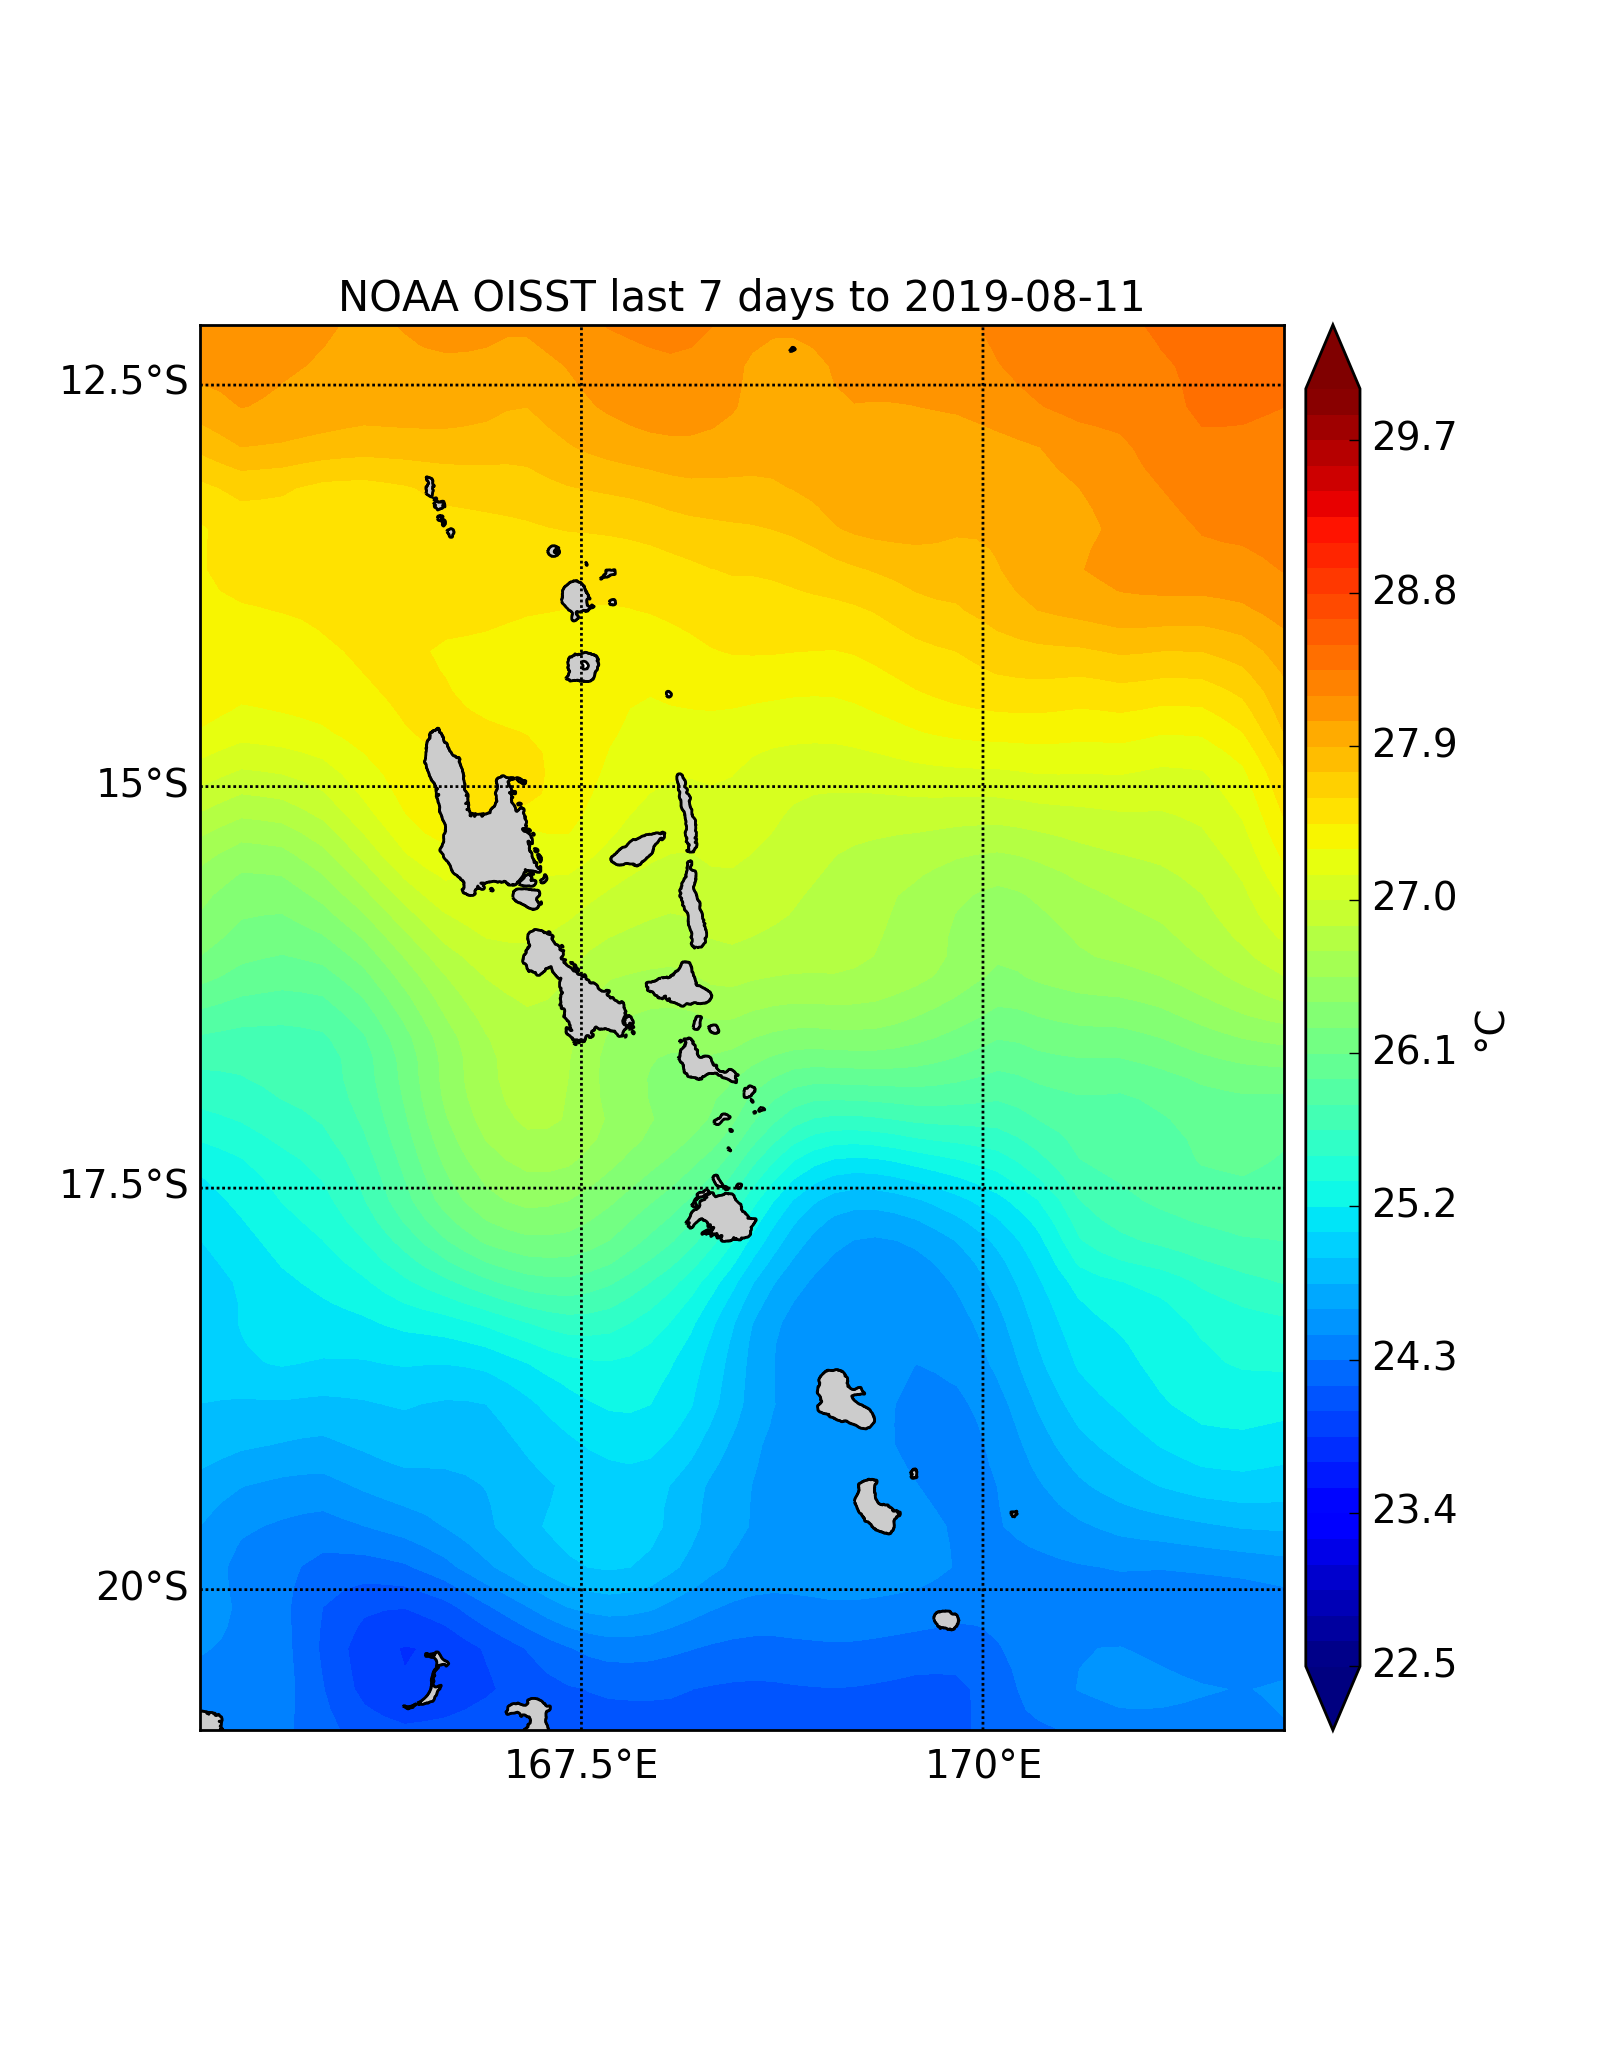 NOAA OISST last 7 days to 2019-08-11
12.5°S
15°S
17.5°S
20°S
167.5°E
170°E
29.7
28.8
27.9
27.0
26.1
25.2
24.3
23.4
22.5
°C